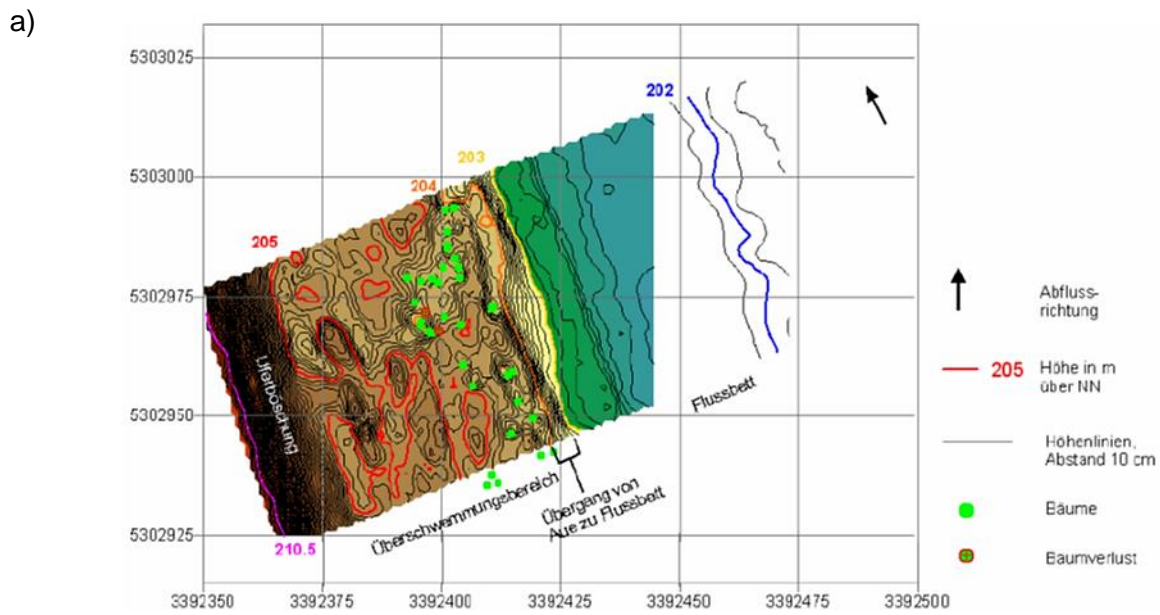 a)
5303025
202
203
5303000
204
205
5302975
Abfluss-
richtung
205 Höhe in m
über NN
Uferböschung
Flussbett
5302950
Höhenlinien,
Abstand 10 cm
Überschwemmungsbereich
Übergang von
Aue zu Flussbett
Bäume
5302925
210.5
Baumverlust
3392350 3392375 3392400 3392425 3392450 3392475 3392500